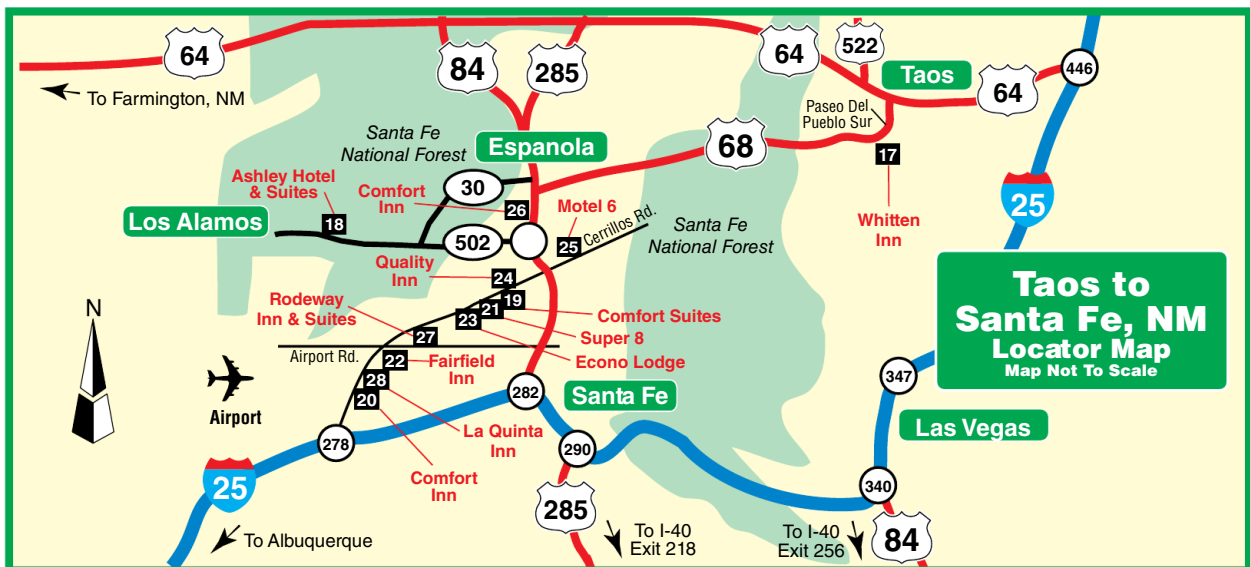 64
84
285
64
522
Taos
64
446
To Farmington, NM
Paseo Del
Pueblo Sur
Santa Fe
National Forest
Espanola
68
17
Ashley Hotel
& Suites
Comfort
Inn
30
26
Motel 6
25
Whitten
Inn
Los Alamos
18
502
25
Cerrillos Rd.
Santa Fe
National Forest
Quality
Inn
24
Taos to
Santa Fe, NM
Locator Map
Map Not To Scale
Rodeway
Inn & Suites
19
21
23
Comfort Suites
Super 8
Econo Lodge
27
Airport Rd.
22
Fairfield
Inn
N
28
20
Airport
282
Santa Fe
347
Las Vegas
278
La Quinta
Inn
290
Comfort
Inn
25
340
285
To I-40
Exit 218
To I-40
Exit 256
84
To Albuquerque